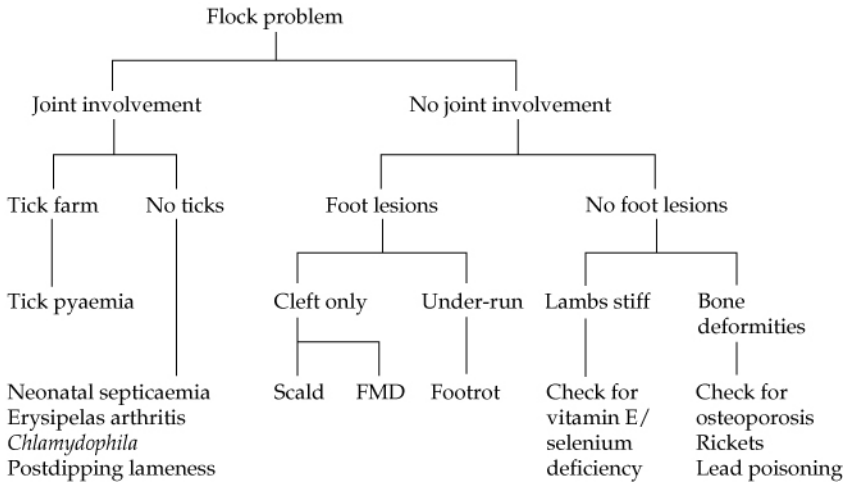 Flock problem
Joint involvement
No joint involvement
Tick farm
No ticks
Foot lesions
No foot lesions
Tick pyaemia
Cleft only
Under-run
Lambs stiff
Bone
deformities
Neonatal septicaemia
Erysipelas arthritis
Chlamydophila
Postdipping lameness
Scald
FMD
Footrot
Check for
vitamin E/
selenium
deficiency
Check for
osteoporosis
Rickets
Lead poisoning